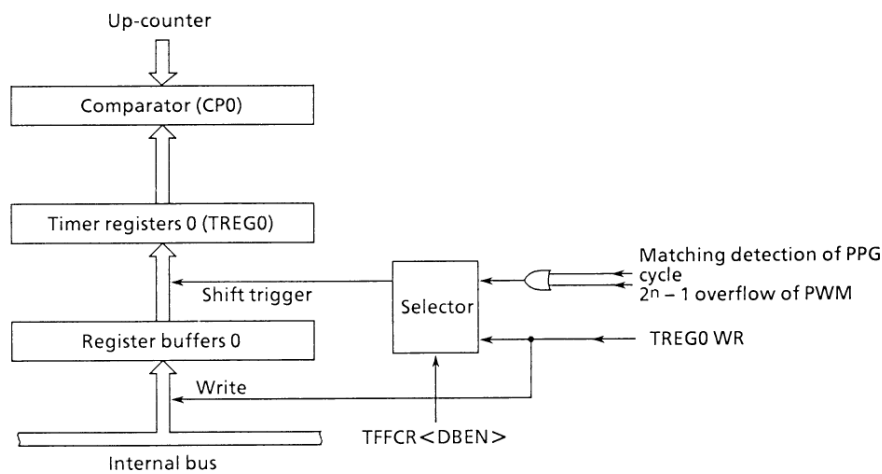 Up-counter
Comparator (CP0)
Timer registers 0 (TREG0)
Matching detection of PPG
cycle
2ⁿ – 1 overflow of PWM
Shift trigger
Selector
Register buffers 0
TREG0 WR
Write
TFFCR<DBEN>
Internal bus